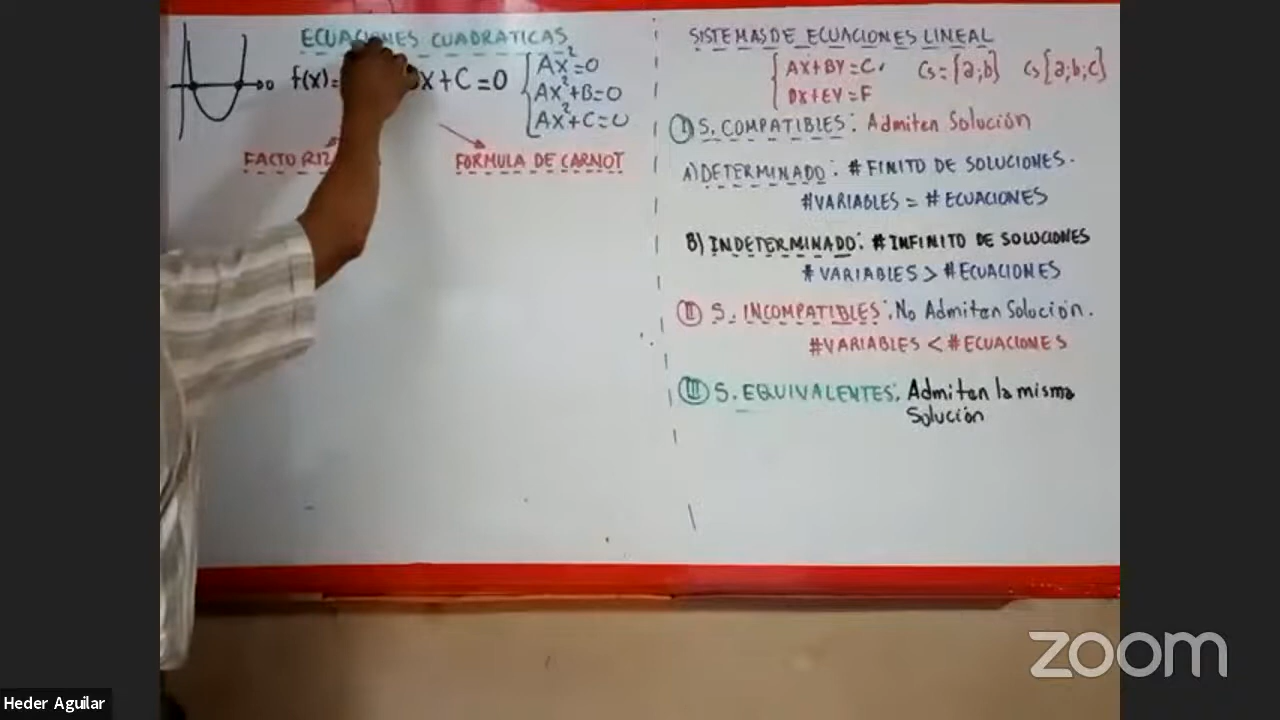 ECUACIONES CUADRATICAS
f(x)= x+C=0
AX²=0
AX²+B=0
AX²+C=0
FACTORIZ
FORMULA DE CARNOT
SISTEMAS DE ECUACIONES LINEAL
AX+BY=C
DX+EY=F
Cs={a;b} Cs{a;b;c}
I S. COMPATIBLES: Admiten Solución
A) DETERMINADO: #FINITO DE SOLUCIONES.
#VARIABLES = #ECUACIONES
B) INDETERMINADO: #INFINITO DE SOLUCIONES
#VARIABLES > #ECUACIONES
II S. INCOMPATIBLES: No Admiten Solución.
#VARIABLES < #ECUACIONES
III S. EQUIVALENTES: Admiten la misma
Solución
zoom
Heder Aguilar